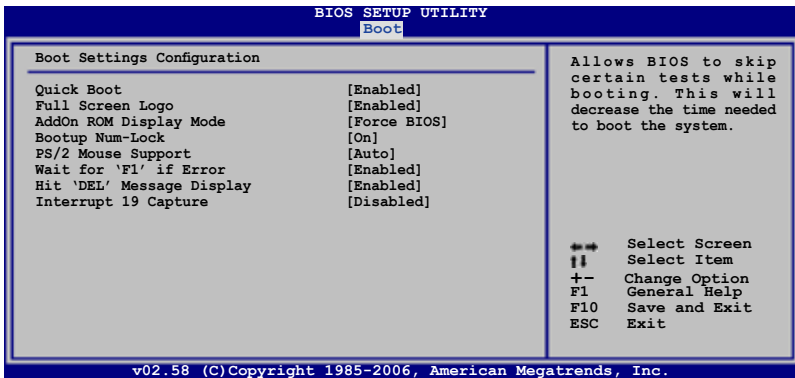 BIOS SETUP UTILITY
Boot
Boot Settings Configuration
Quick Boot [Enabled]
Full Screen Logo [Enabled]
AddOn ROM Display Mode [Force BIOS]
Bootup Num-Lock [On]
PS/2 Mouse Support [Auto]
Wait for ‘F1’ if Error [Enabled]
Hit ‘DEL’ Message Display [Enabled]
Interrupt 19 Capture [Disabled]
Allows BIOS to skip
certain tests while
booting. This will
decrease the time needed
to boot the system.
←→ Select Screen
↑↓ Select Item
+- Change Option
F1 General Help
F10 Save and Exit
ESC Exit
v02.58 (C)Copyright 1985-2006, American Megatrends, Inc.